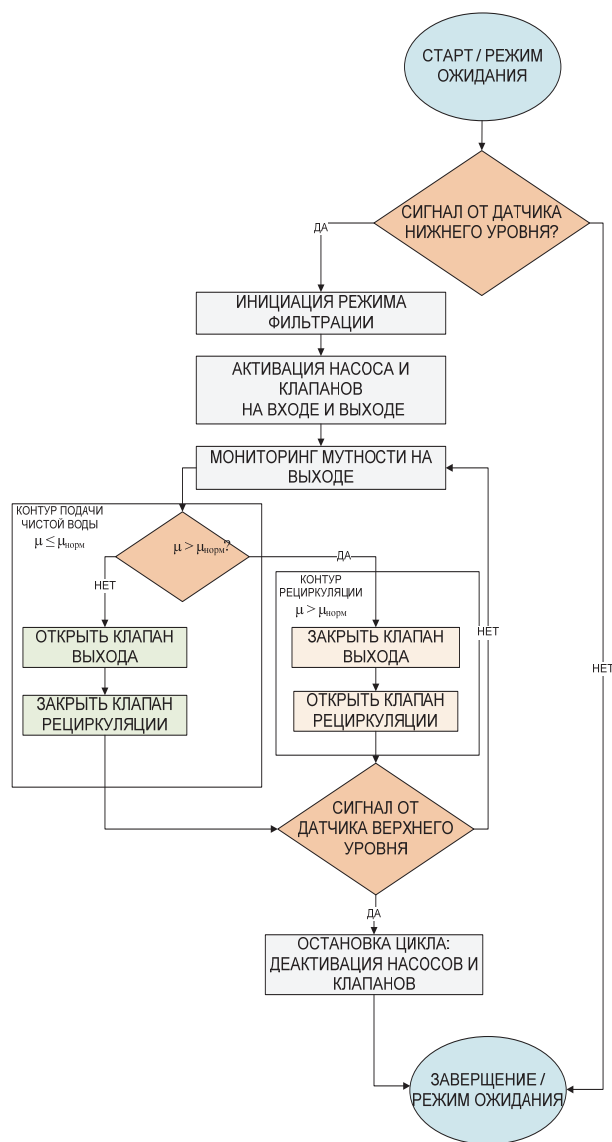 СТАРТ / РЕЖИМ
ОЖИДАНИЯ
СИГНАЛ ОТ ДАТЧИКА
НИЖНЕГО УРОВНЯ?
ДА
ИНИЦИАЦИЯ РЕЖИМА
ФИЛЬТРАЦИИ
АКТИВАЦИЯ НАСОСА И
КЛАПАНОВ
НА ВХОДЕ И ВЫХОДЕ
МОНИТОРИНГ МУТНОСТИ НА
ВЫХОДЕ
КОНТУР ПОДАЧИ
ЧИСТОЙ ВОДЫ
μ ≤ μнорм
μ > μнорм?
ДА
НЕТ
КОНТУР
РЕЦИРКУЛЯЦИИ
μ > μнорм
НЕТ
ОТКРЫТЬ КЛАПАН
ВЫХОДА
ЗАКРЫТЬ КЛАПАН
ВЫХОДА
НЕТ
ЗАКРЫТЬ КЛАПАН
РЕЦИРКУЛЯЦИИ
ОТКРЫТЬ КЛАПАН
РЕЦИРКУЛЯЦИИ
СИГНАЛ ОТ
ДАТЧИКА ВЕРХНЕГО
УРОВНЯ
ДА
ОСТАНОВКА ЦИКЛА:
ДЕАКТИВАЦИЯ НАСОСОВ И
КЛАПАНОВ
ЗАВЕРЩЕНИЕ /
РЕЖИМ ОЖИДАНИЯ